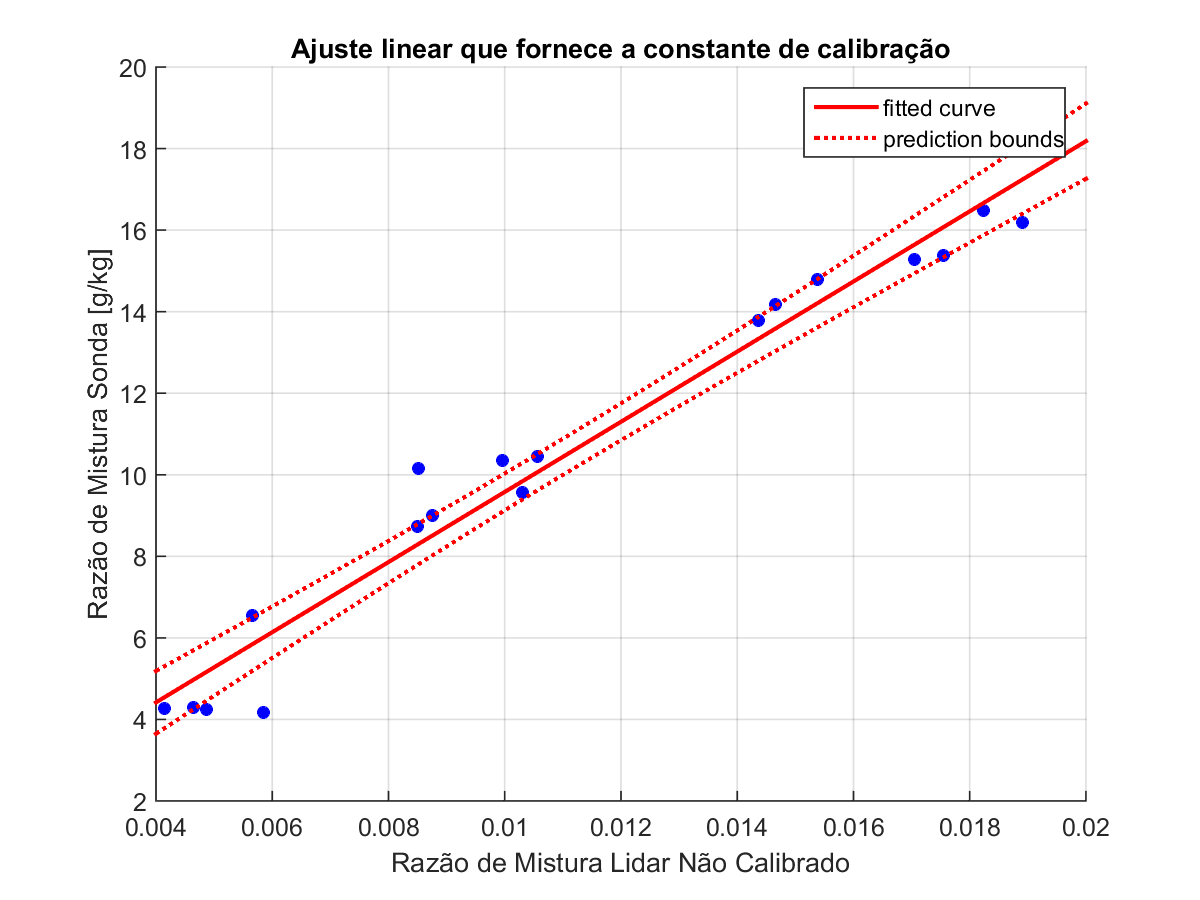 Ajuste linear que fornece a constante de calibração
fitted curve
prediction bounds
20
18
16
14
12
10
8
6
4
2
Razão de Mistura Sonda [g/kg]
0.004 0.006 0.008 0.01 0.012 0.014 0.016 0.018 0.02
Razão de Mistura Lidar Não Calibrado